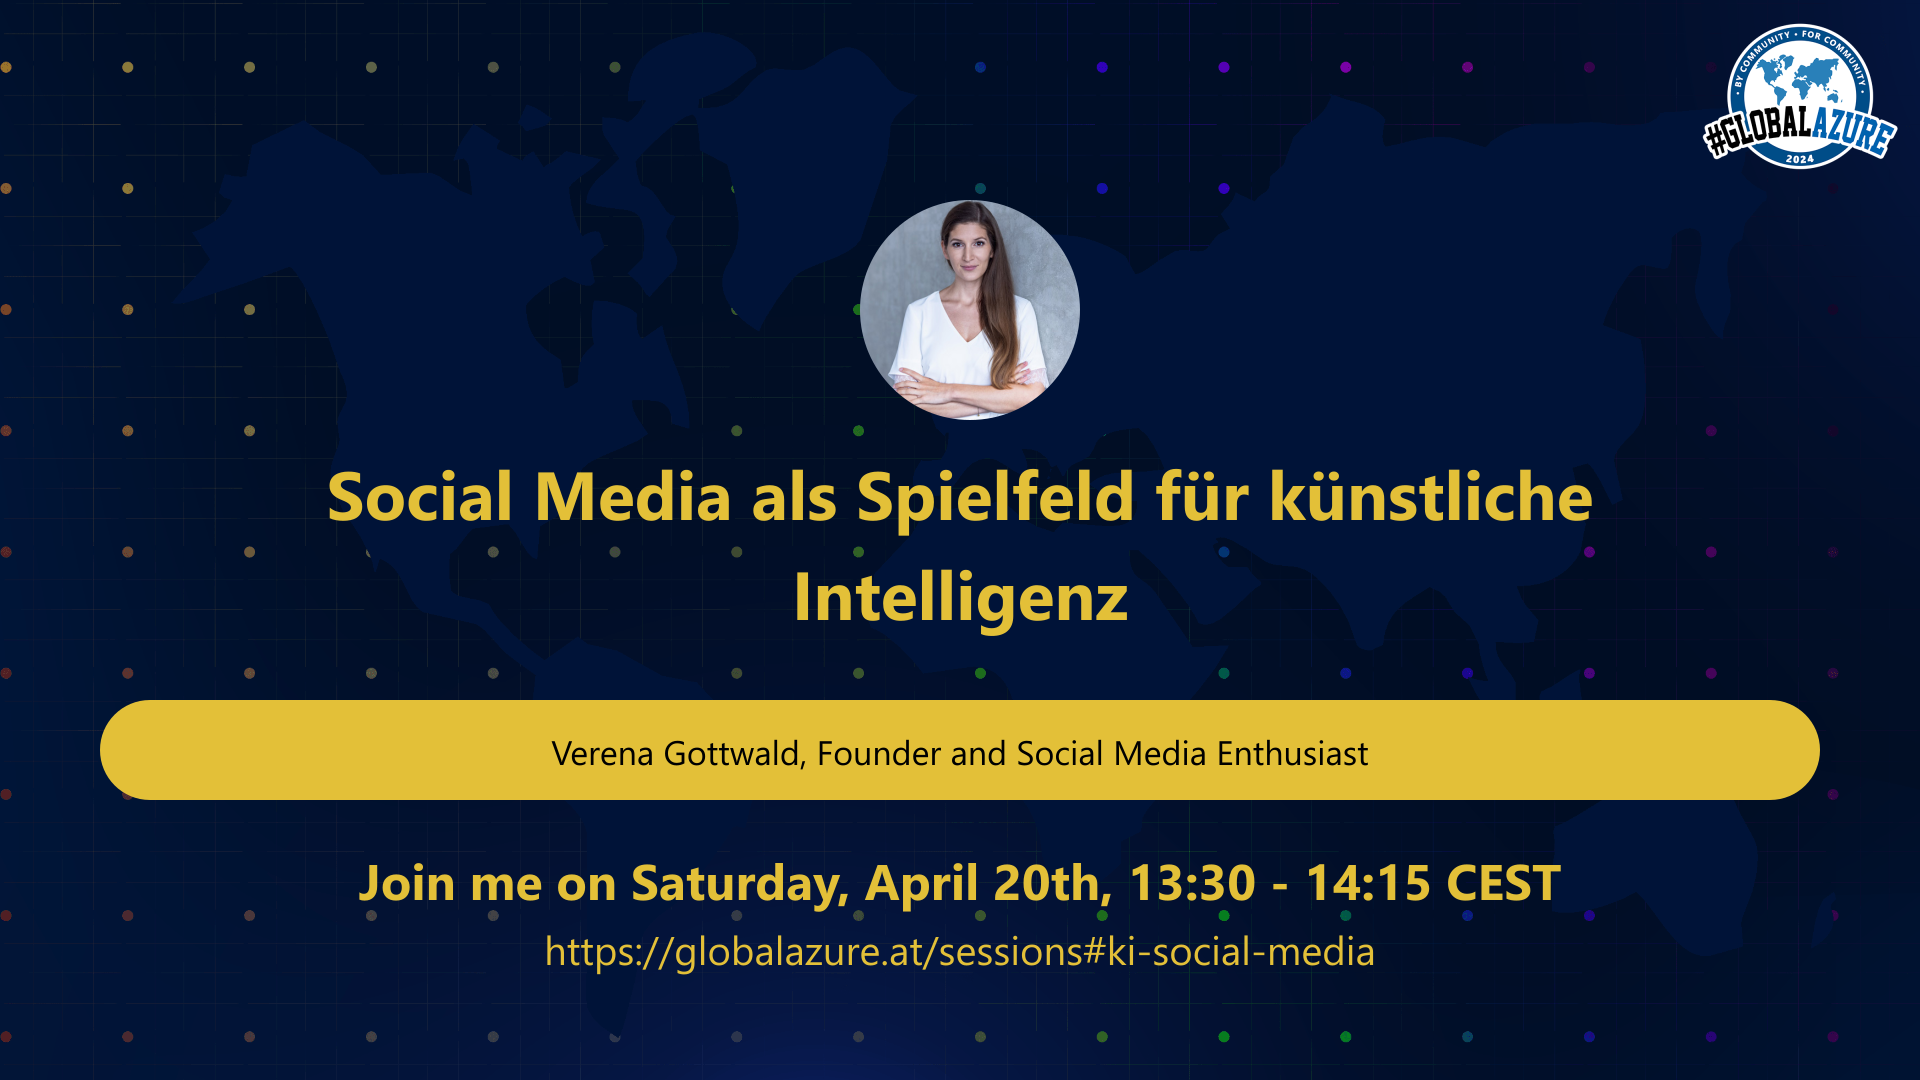 • BY COMMUNITY • FOR COMMUNITY •
#GLOBALAZURE
2024
Social Media als Spielfeld für künstliche
Intelligenz
Verena Gottwald, Founder and Social Media Enthusiast
Join me on Saturday, April 20th, 13:30 - 14:15 CEST
https://globalazure.at/sessions#ki-social-media